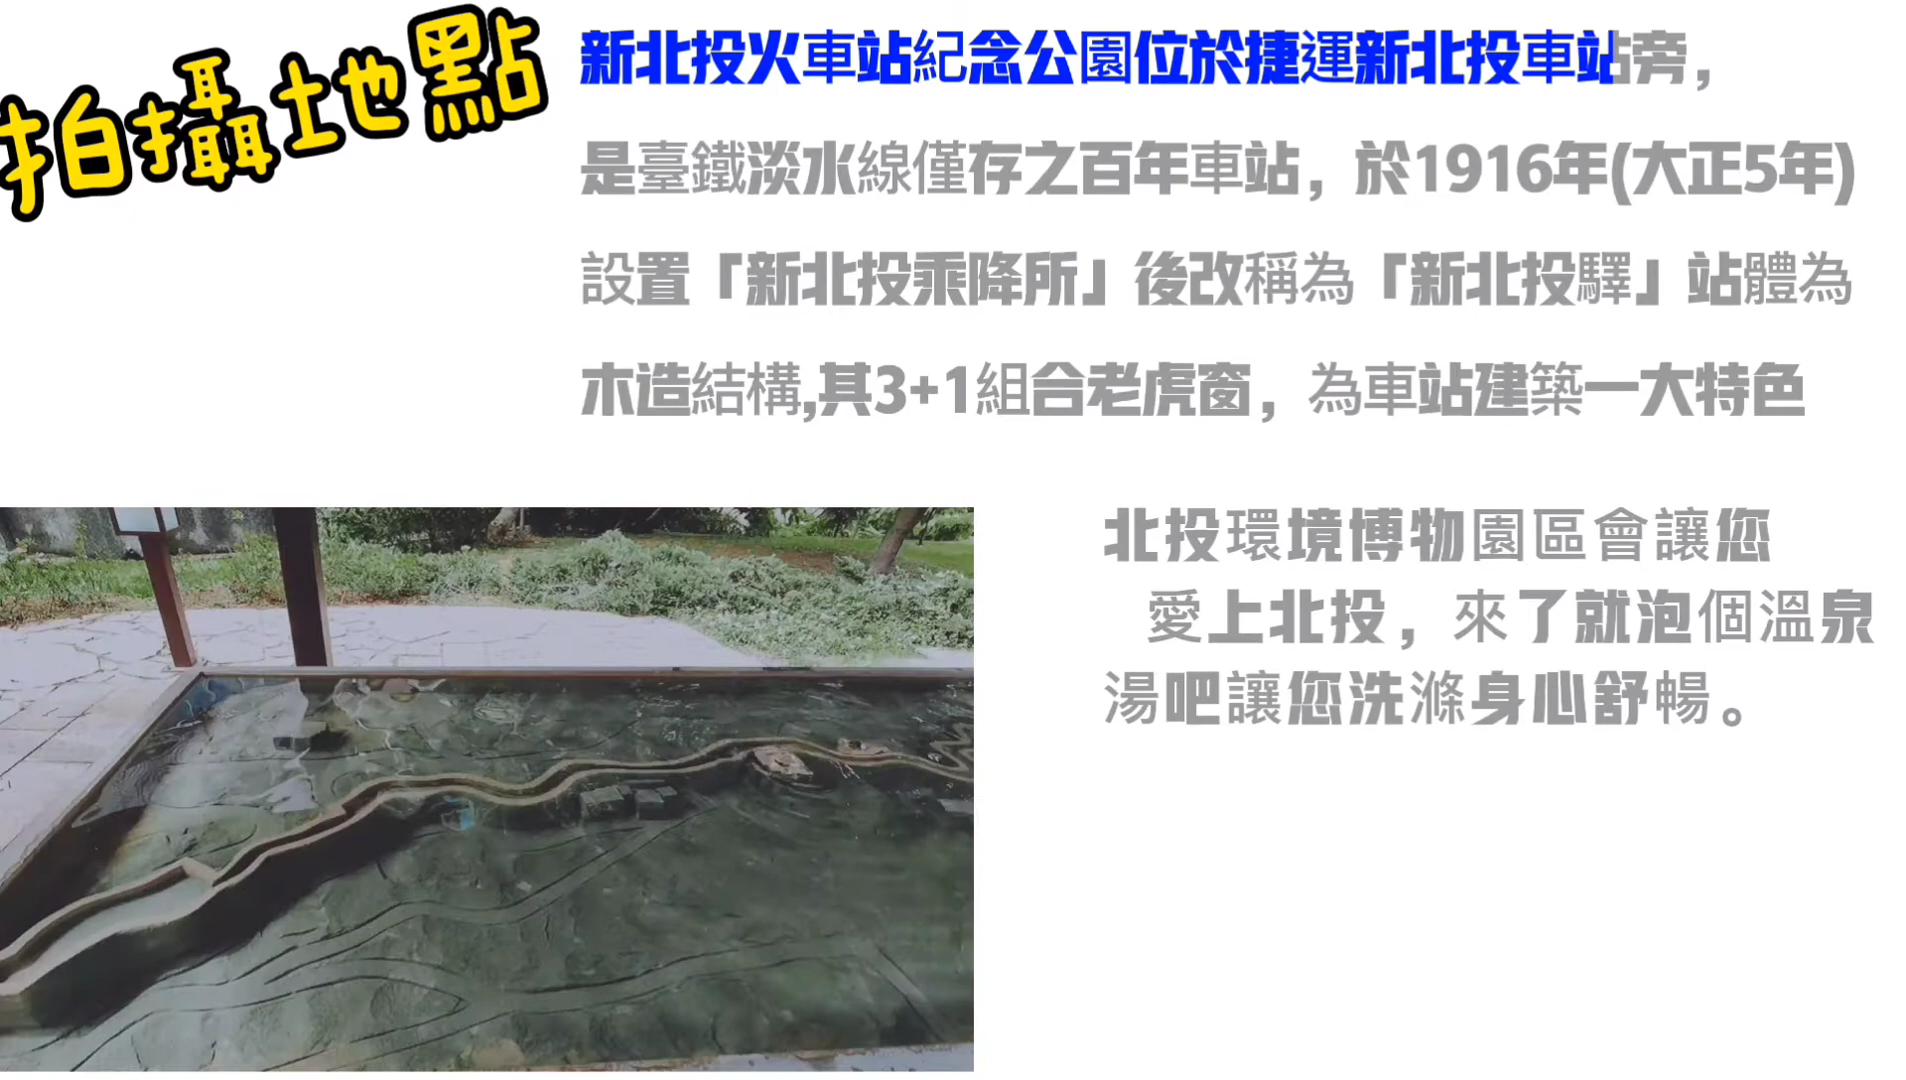 拍攝地點
新北投火車站紀念公園位於捷運新北投車站旁，
是臺鐵淡水線僅存之百年車站，於1916年(大正5年)
設置「新北投乘降所」後改稱為「新北投驛」站體為
木造結構,其3+1組合老虎窗，為車站建築一大特色
北投環境博物園區會讓您
愛上北投，來了就泡個溫泉
湯吧讓您洗滌身心舒暢。